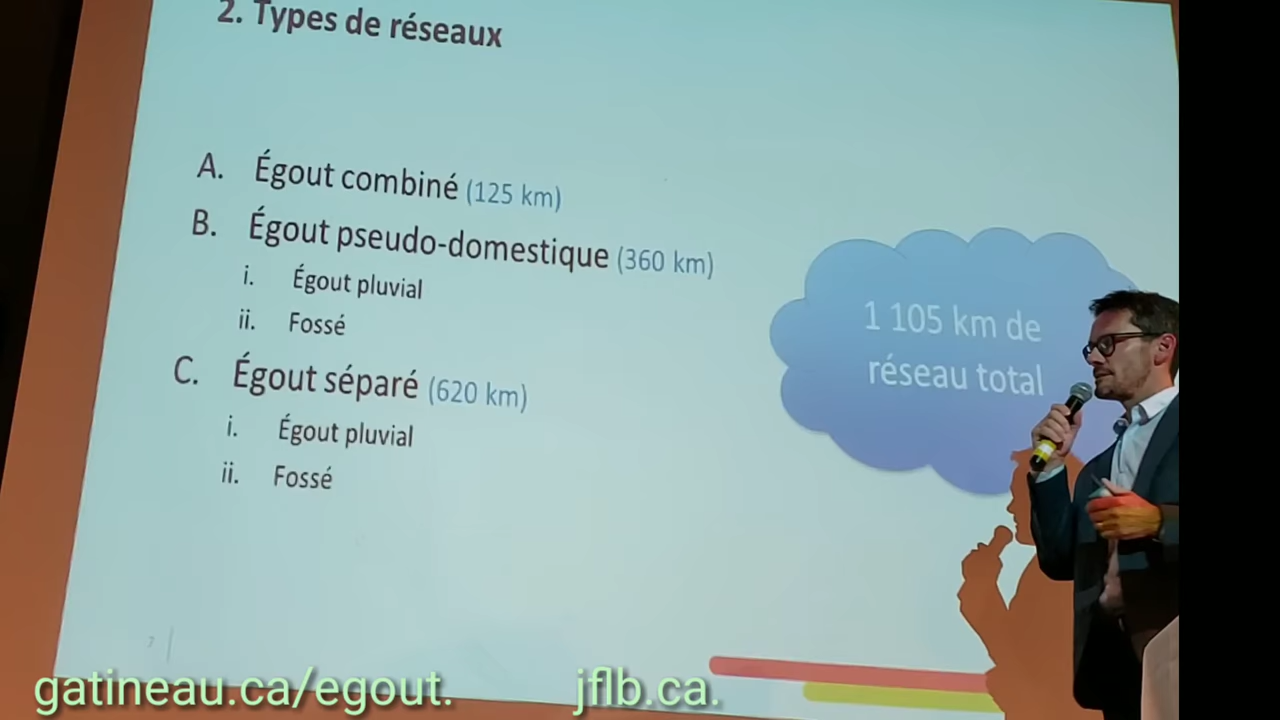 2. Types de réseaux
A. Égout combiné (125 km)
B. Égout pseudo-domestique (360 km)
i. Égout pluvial
ii. Fossé
C. Égout séparé (620 km)
i. Égout pluvial
ii. Fossé
1 105 km de
réseau total
7
gatineau.ca/egout. jflb.ca.